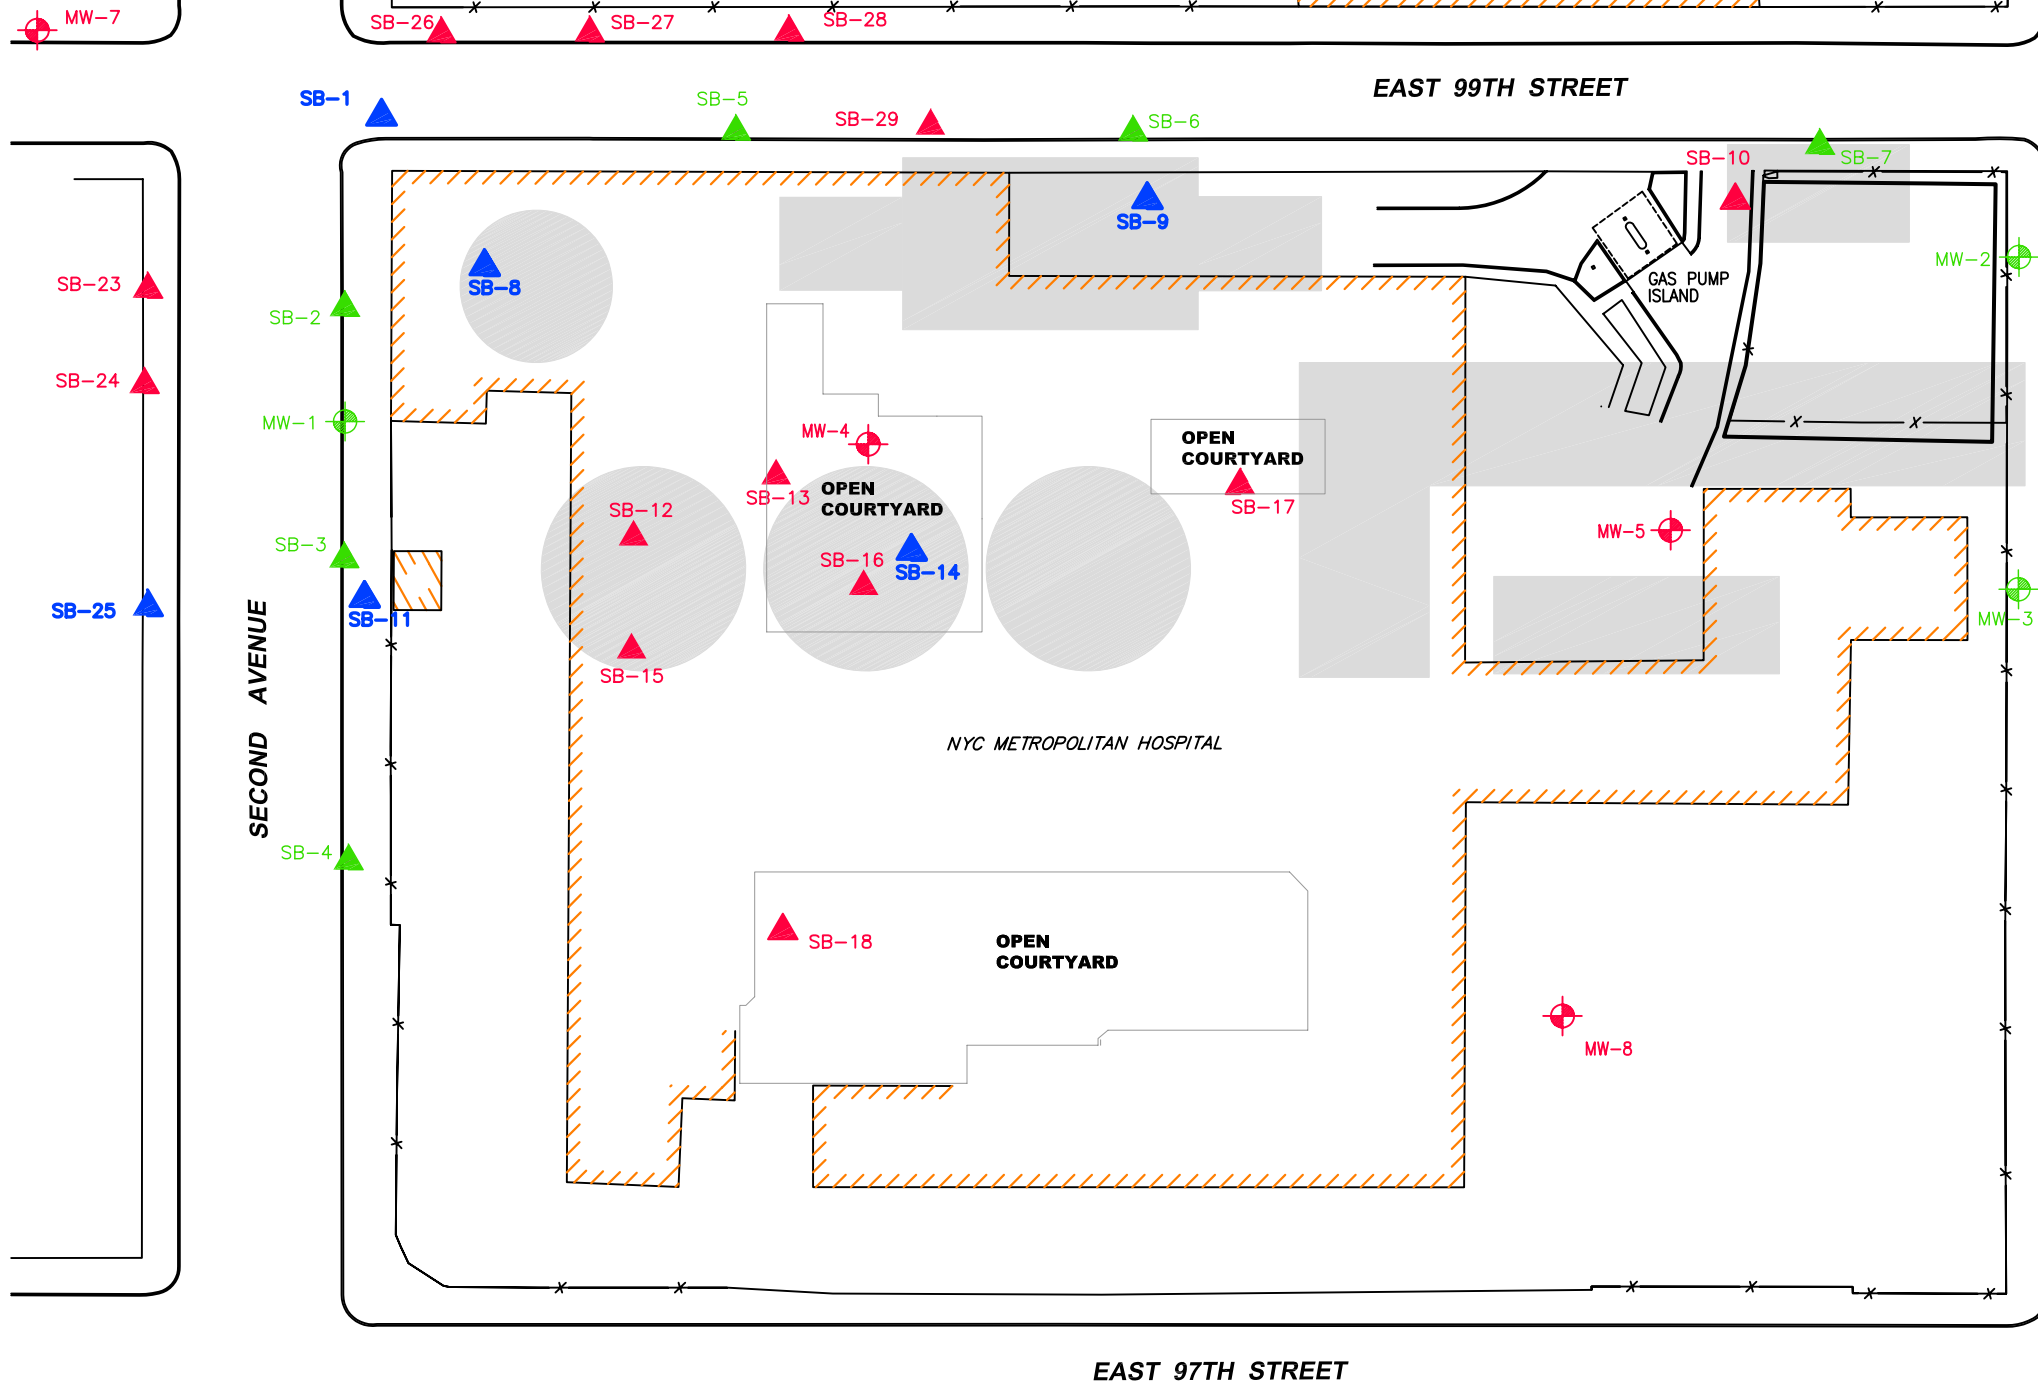 MW-7
SB-26
SB-27
SB-28
EAST 99TH STREET
SB-1
SB-5
SB-29
SB-6
SB-10
SB-7
SB-9
SB-8
MW-2
GAS PUMP
ISLAND
SB-23
SB-2
SB-24
MW-1
MW-4
OPEN
COURTYARD
SB-13
OPEN
COURTYARD
SB-17
SB-12
MW-5
SB-3
SB-16
SB-14
SB-25
SB-11
MW-3
SB-15
SECOND AVENUE
NYC METROPOLITAN HOSPITAL
SB-4
SB-18
OPEN
COURTYARD
MW-8
EAST 97TH STREET